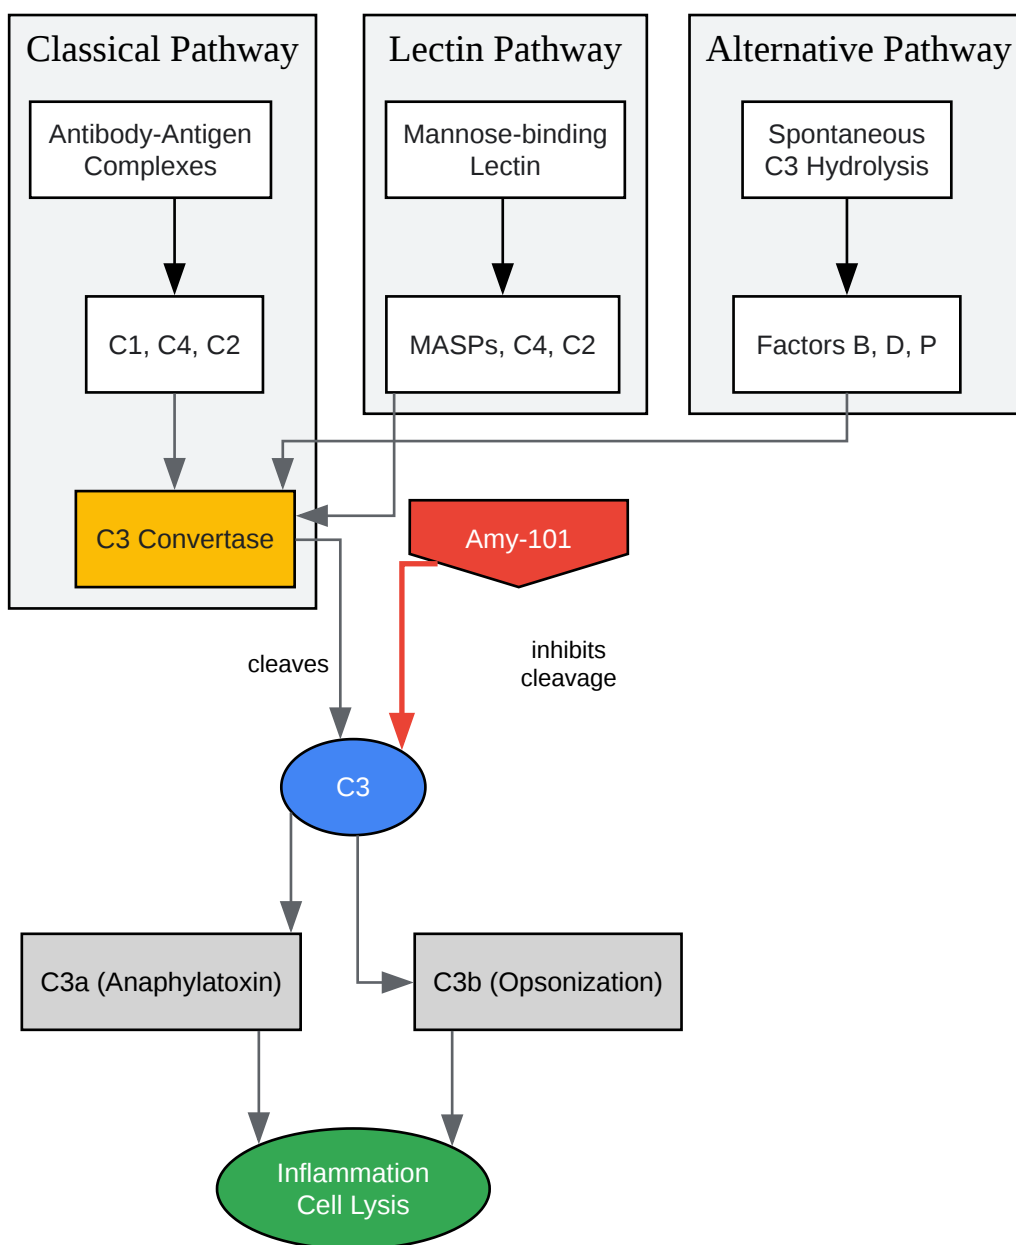 Classical Pathway
Lectin Pathway
Alternative Pathway
Antibody-Antigen
Complexes
Mannose-binding
Lectin
Spontaneous
C3 Hydrolysis
C1, C4, C2
MASPs, C4, C2
Factors B, D, P
C3 Convertase
Amy-101
cleaves
inhibits
cleavage
C3
C3a (Anaphylatoxin)
C3b (Opsonization)
Inflammation
Cell Lysis